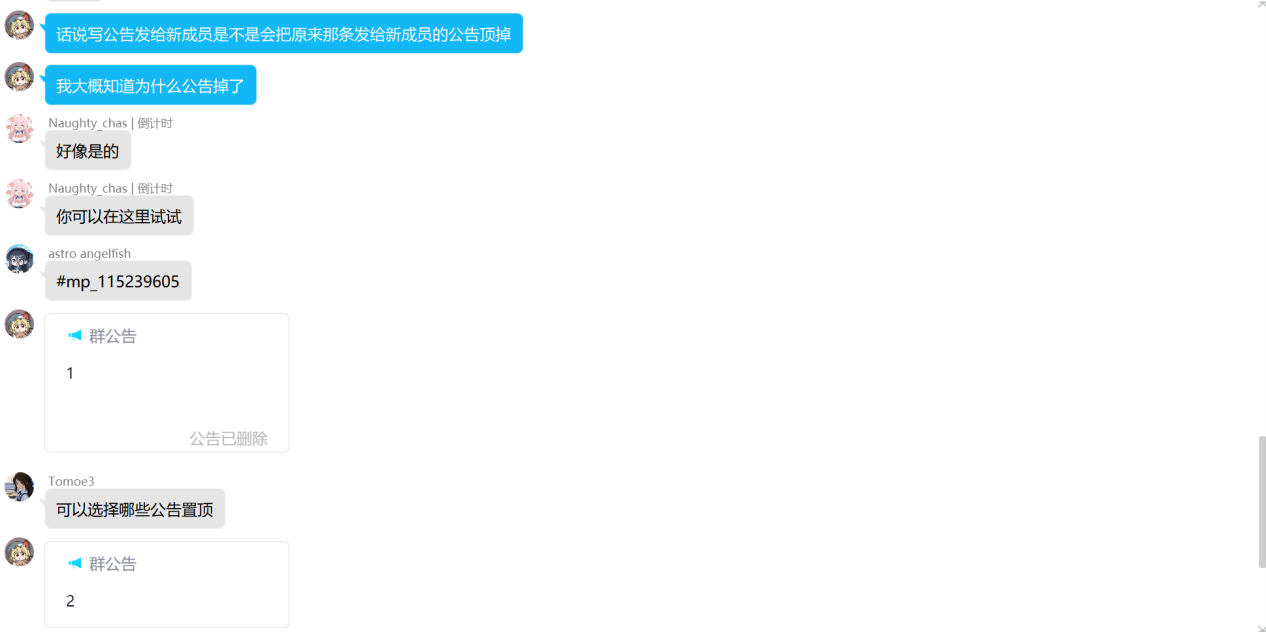 话说写公告发给新成员是不是会把原来那条发给新成员的公告顶掉
我大概知道为什么公告掉了
Naughty_chas | 倒计时
好像是的
Naughty_chas | 倒计时
你可以在这里试试
astro angelfish
#mp_115239605
群公告
1
公告已删除
Tomoe3
可以选择哪些公告置顶
群公告
2